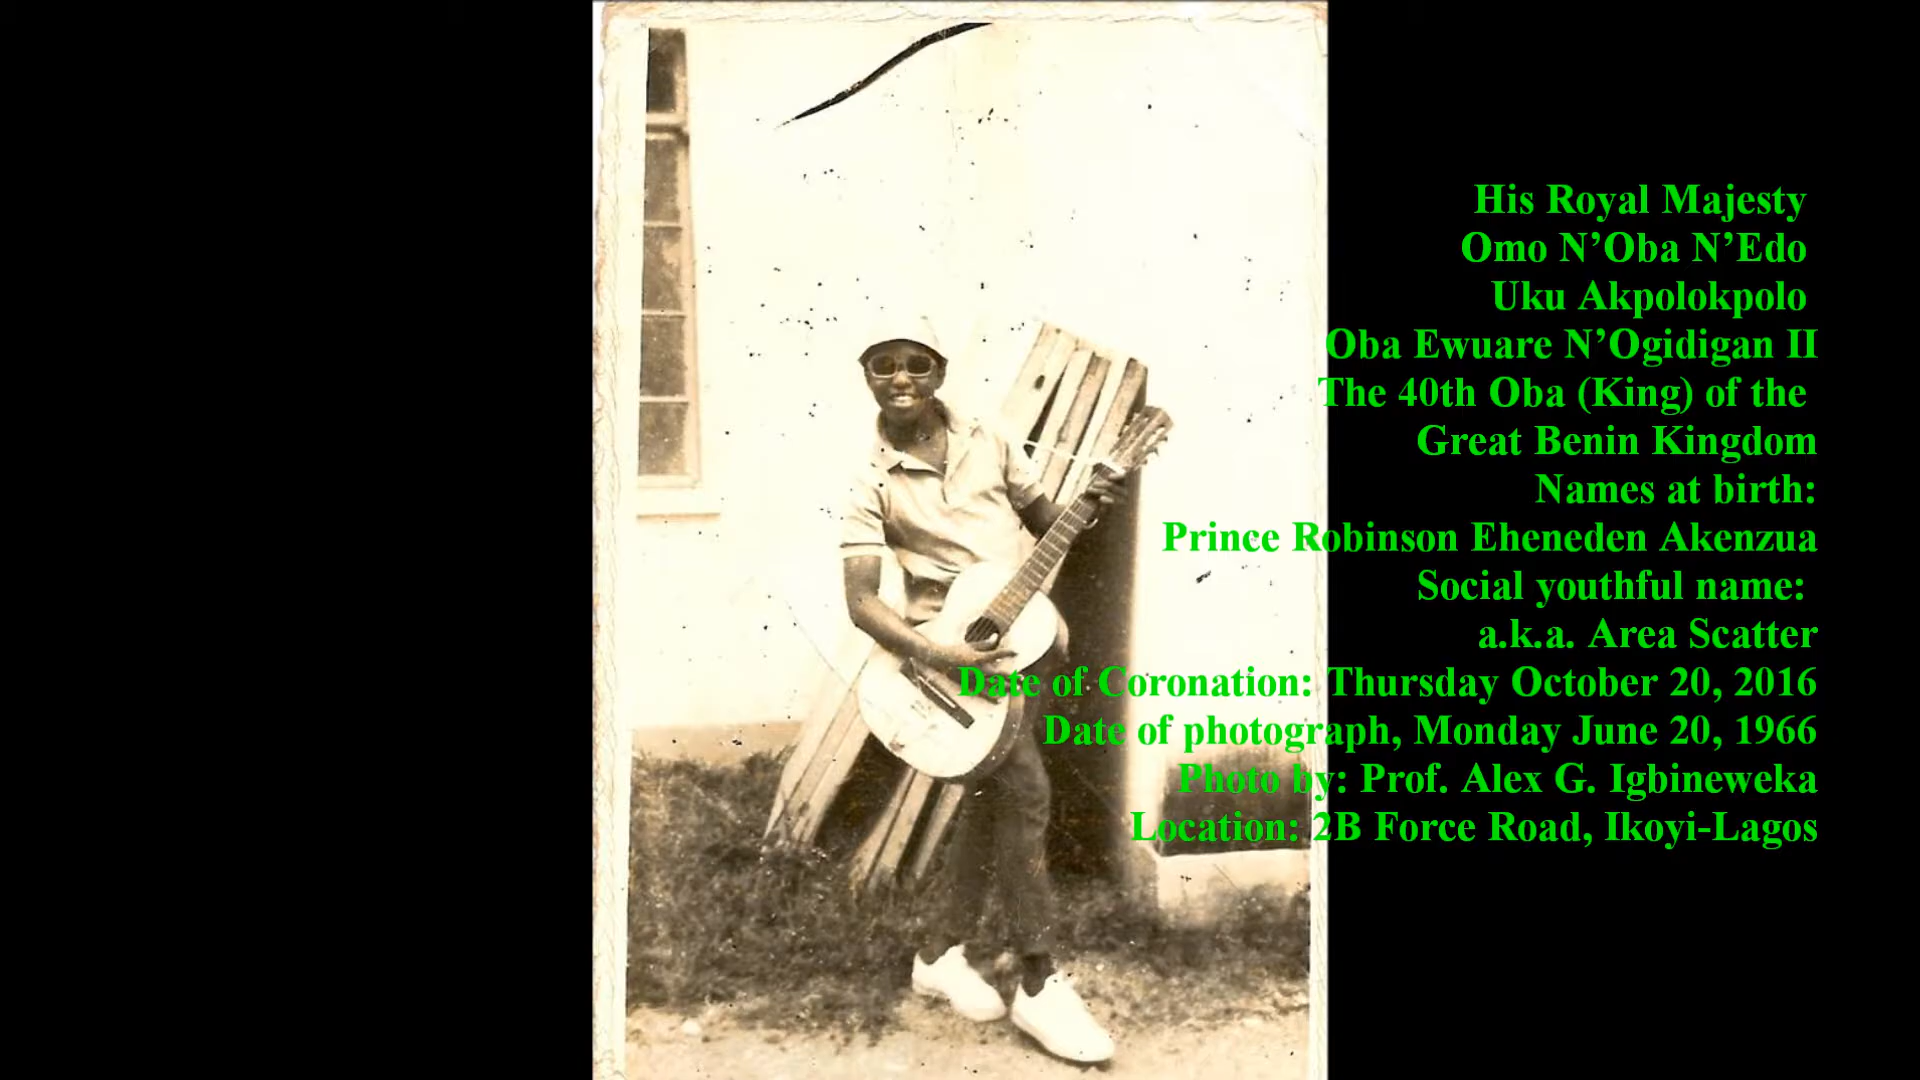 His Royal Majesty
Omo N’Oba N’Edo
Uku Akpolokpolo
Oba Ewuare N’Ogidigan II
The 40th Oba (King) of the
Great Benin Kingdom
Names at birth:
Prince Robinson Eheneden Akenzua
Social youthful name:
a.k.a. Area Scatter
Date of Coronation: Thursday October 20, 2016
Date of photograph, Monday June 20, 1966
Photo by: Prof. Alex G. Igbineweka
Location: 2B Force Road, Ikoyi-Lagos